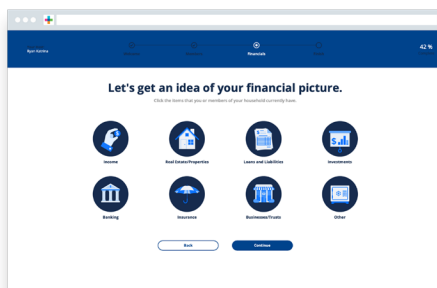 Ryan Katrina
Financials
42 %
Let's get an idea of your financial picture.
Click the items that you or members of your household currently have.
Income
Real Estate/Properties
Loans and Liabilities
Investments
Banking
Insurance
Businesses/Trusts
Other
Back
Continue